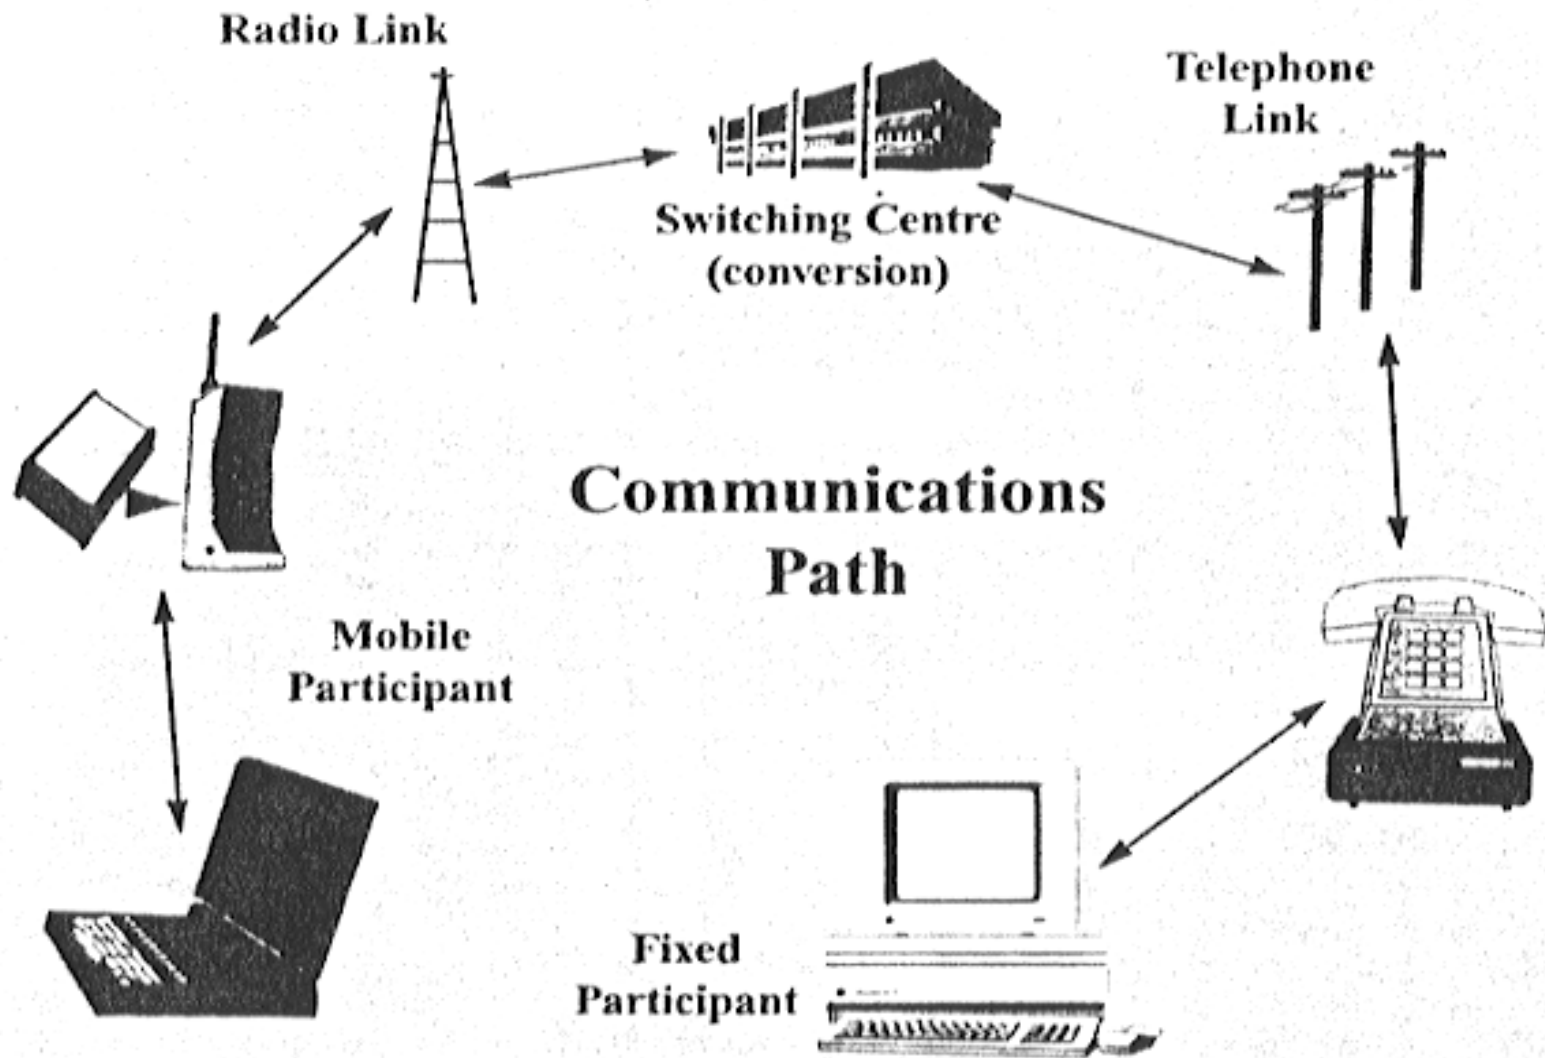 Radio Link
Telephone
Link
Switching Centre
(conversion)
Communications
Path
Mobile
Participant
Fixed
Participant